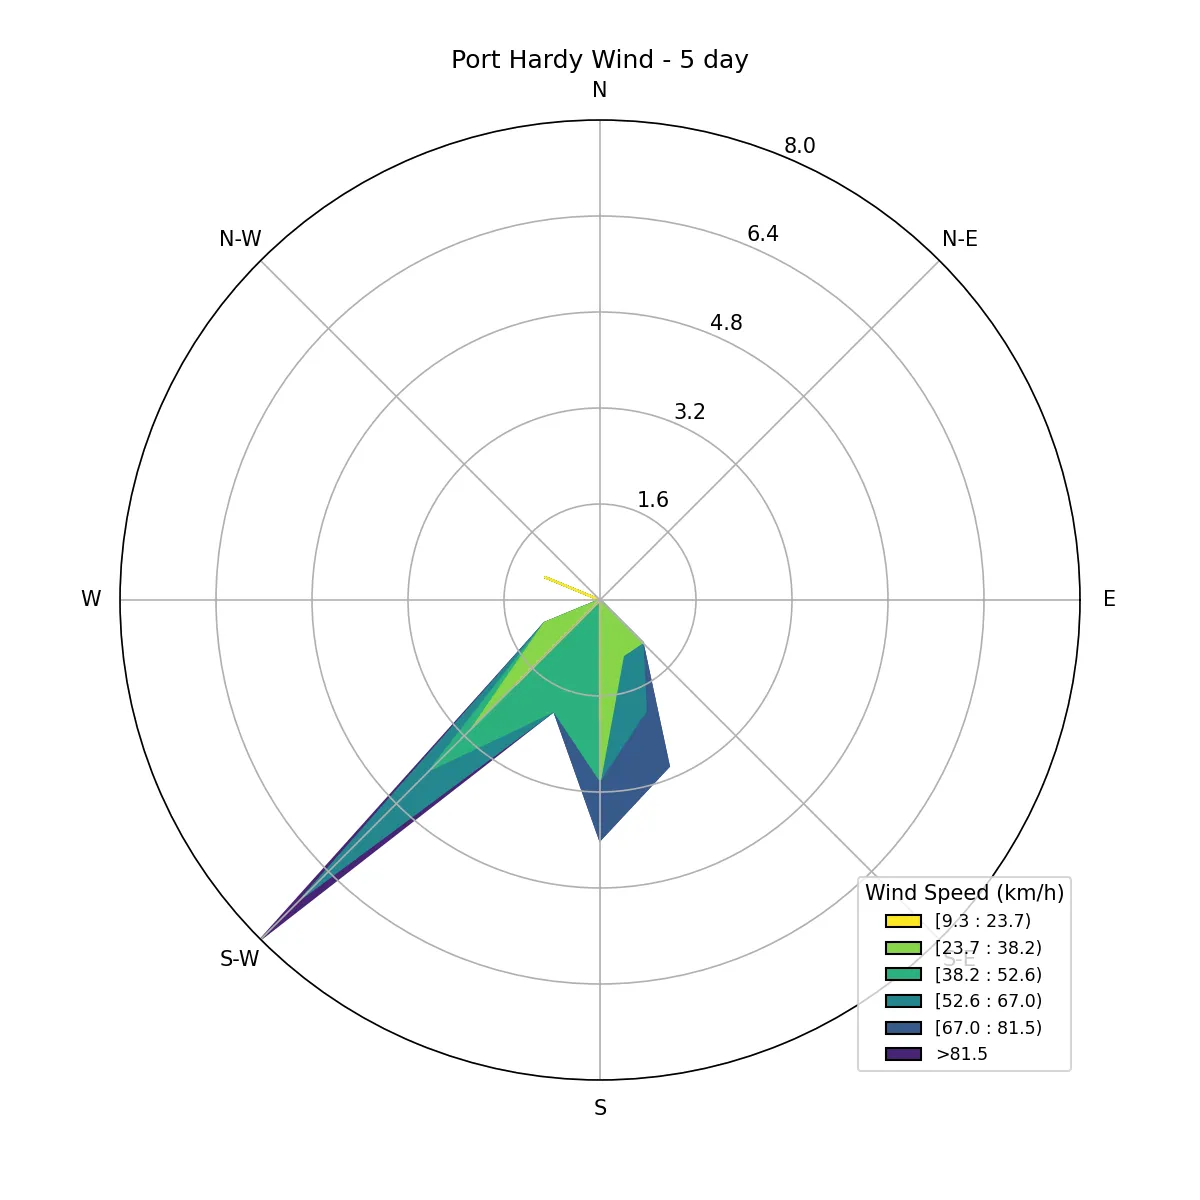 Port Hardy Wind - 5 day
N
8.0
N-W
6.4
N-E
4.8
3.2
1.6
W
E
Wind Speed (km/h)
[9.3 : 23.7)
[23.7 : 38.2)
S-W
S-E
[38.2 : 52.6)
[52.6 : 67.0)
[67.0 : 81.5)
>81.5
S